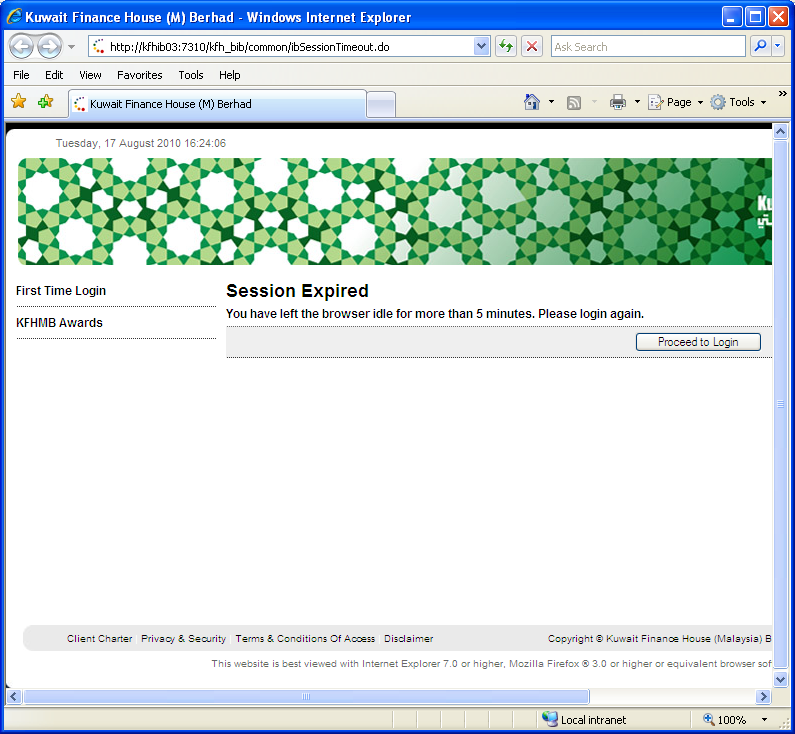 Kuwait Finance House (M) Berhad - Windows Internet Explorer
http://kfhib03:7310/kfh_bib/common/ibSessionTimeout.do
Ask Search
File Edit View Favorites Tools Help
Kuwait Finance House (M) Berhad
Page Tools
Tuesday, 17 August 2010 16:24:06
First Time Login
KFHMB Awards
Session Expired
You have left the browser idle for more than 5 minutes. Please login again.
Proceed to Login
Client Charter Privacy & Security Terms & Conditions Of Access Disclaimer
Copyright © Kuwait Finance House (Malaysia) B
This website is best viewed with Internet Explorer 7.0 or higher, Mozilla Firefox ® 3.0 or higher or equivalent browser sof
Local intranet
100%